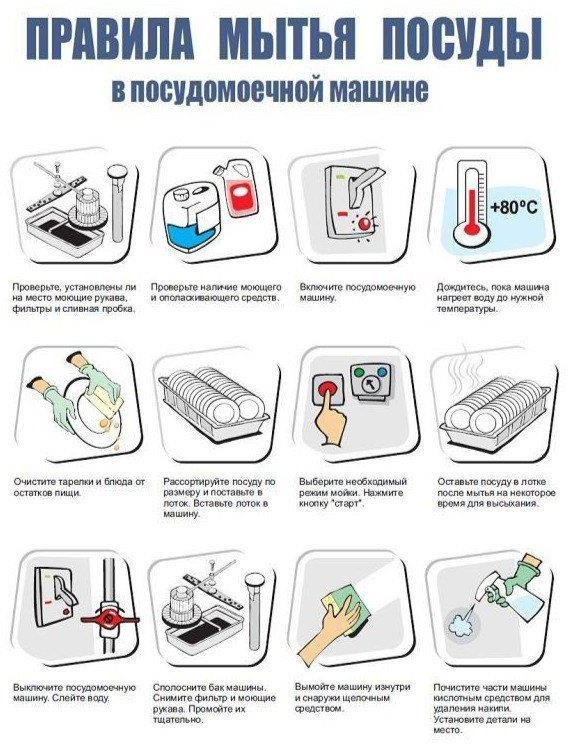 ПРАВИЛА МЫТЬЯ ПОСУДЫ
в посудомоечной машине
+80°С
Проверьте, установлены ли
на место моющие рукава,
фильтры и сливная пробка.
Проверьте наличие моющего
и ополаскивающего средств.
Включите посудомоечную
машину.
Дождитесь, пока машина
нагреет воду до нужной
температуры.
Очистите тарелки и блюда от
остатков пищи.
Рассортируйте посуду по
размеру и поставьте в
лоток. Вставьте лоток в
машину.
Выберите необходимый
режим мойки. Нажмите
кнопку "старт".
Оставьте посуду в лотке
после мытья на некоторое
время для высыхания.
Выключите посудомоечную
машину. Слейте воду.
Сполосните бак машины.
Снимите фильтр и моющие
рукава. Промойте их
тщательно.
Вымойте машину изнутри
и снаружи щелочным
средством.
Почистите части машины
кислотным средством для
удаления накипи.
Установите детали на
место.